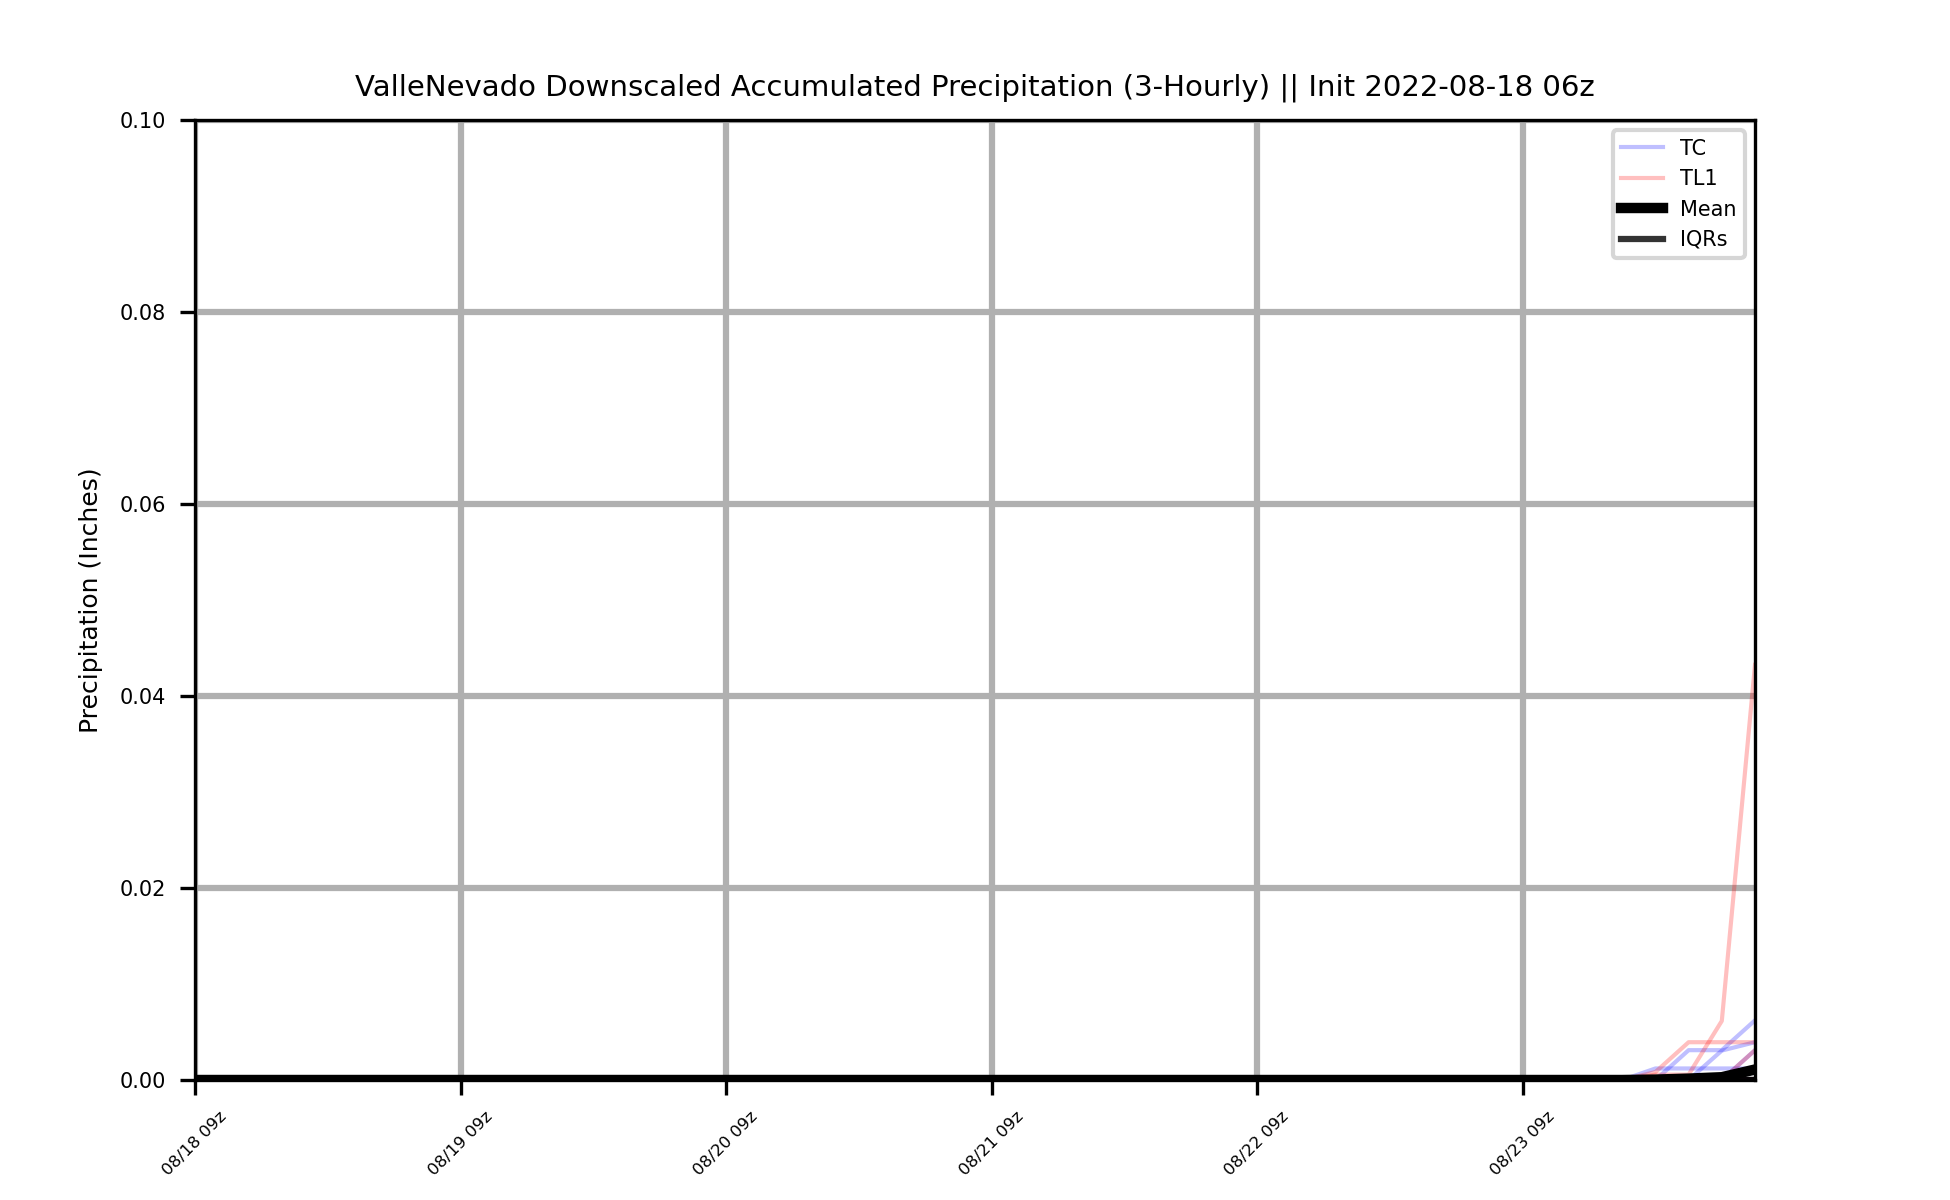 ValleNevado Downscaled Accumulated Precipitation (3-Hourly) || Init 2022-08-18 06z
0.10
0.08
0.06
0.04
0.02
0.00
Precipitation (Inches)
TC
TL1
Mean
IQRs
08/18 09z
08/19 09z
08/20 09z
08/21 09z
08/22 09z
08/23 09z